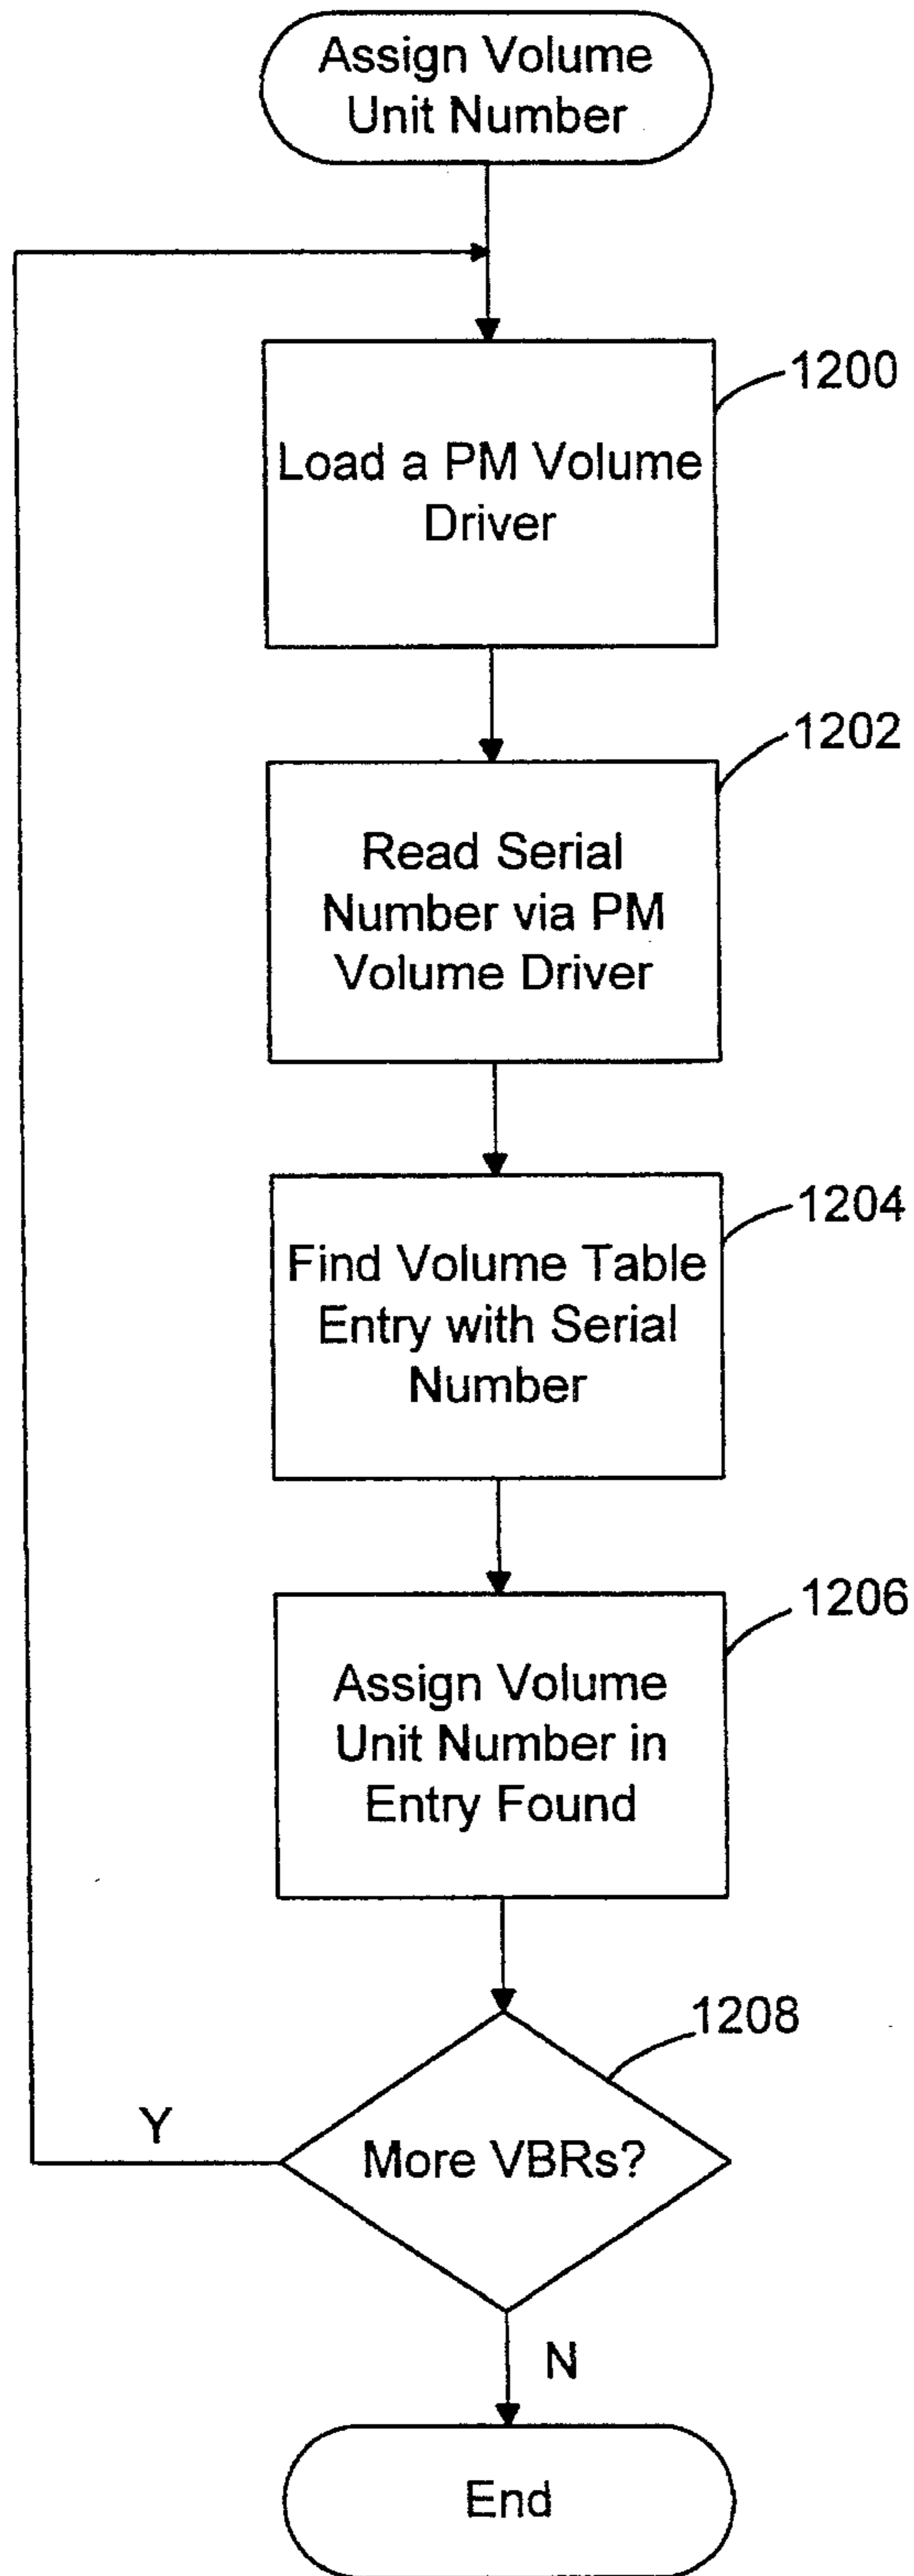 Assign Volume
Unit Number
1200
Load a PM Volume
Driver
1202
Read Serial
Number via PM
Volume Driver
1204
Find Volume Table
Entry with Serial
Number
1206
Assign Volume
Unit Number in
Entry Found
1208
Y
More VBRs?
N
End